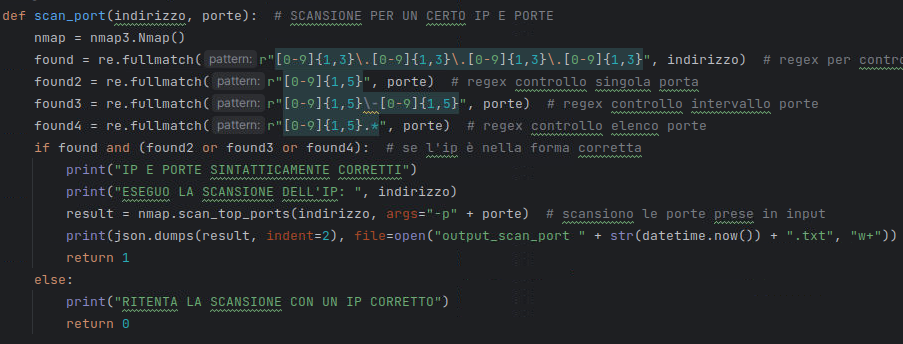 def scan_port(indirizzo, porte):  # SCANSIONE PER UN CERTO IP E PORTE
    nmap = nmap3.Nmap()
    found = re.fullmatch( pattern: r"[0-9]{1,3}\.[0-9]{1,3}\.[0-9]{1,3}\.[0-9]{1,3}", indirizzo)  # regex per contro
    found2 = re.fullmatch( pattern: r"[0-9]{1,5}", porte)  # regex controllo singola porta
    found3 = re.fullmatch( pattern: r"[0-9]{1,5}\-[0-9]{1,5}", porte)  # regex controllo intervallo porte
    found4 = re.fullmatch( pattern: r"[0-9]{1,5}.*", porte)  # regex controllo elenco porte
    if found and (found2 or found3 or found4):  # se l'ip è nella forma corretta
        print("IP E PORTE SINTATTICAMENTE CORRETTI")
        print("ESEGUO LA SCANSIONE DELL'IP: ", indirizzo)
        result = nmap.scan_top_ports(indirizzo, args="-p" + porte)  # scansiono le porte prese in input
        print(json.dumps(result, indent=2), file=open("output_scan_port " + str(datetime.now()) + ".txt", "w+"))
        return 1
    else:
        print("RITENTA LA SCANSIONE CON UN IP CORRETTO")
        return 0